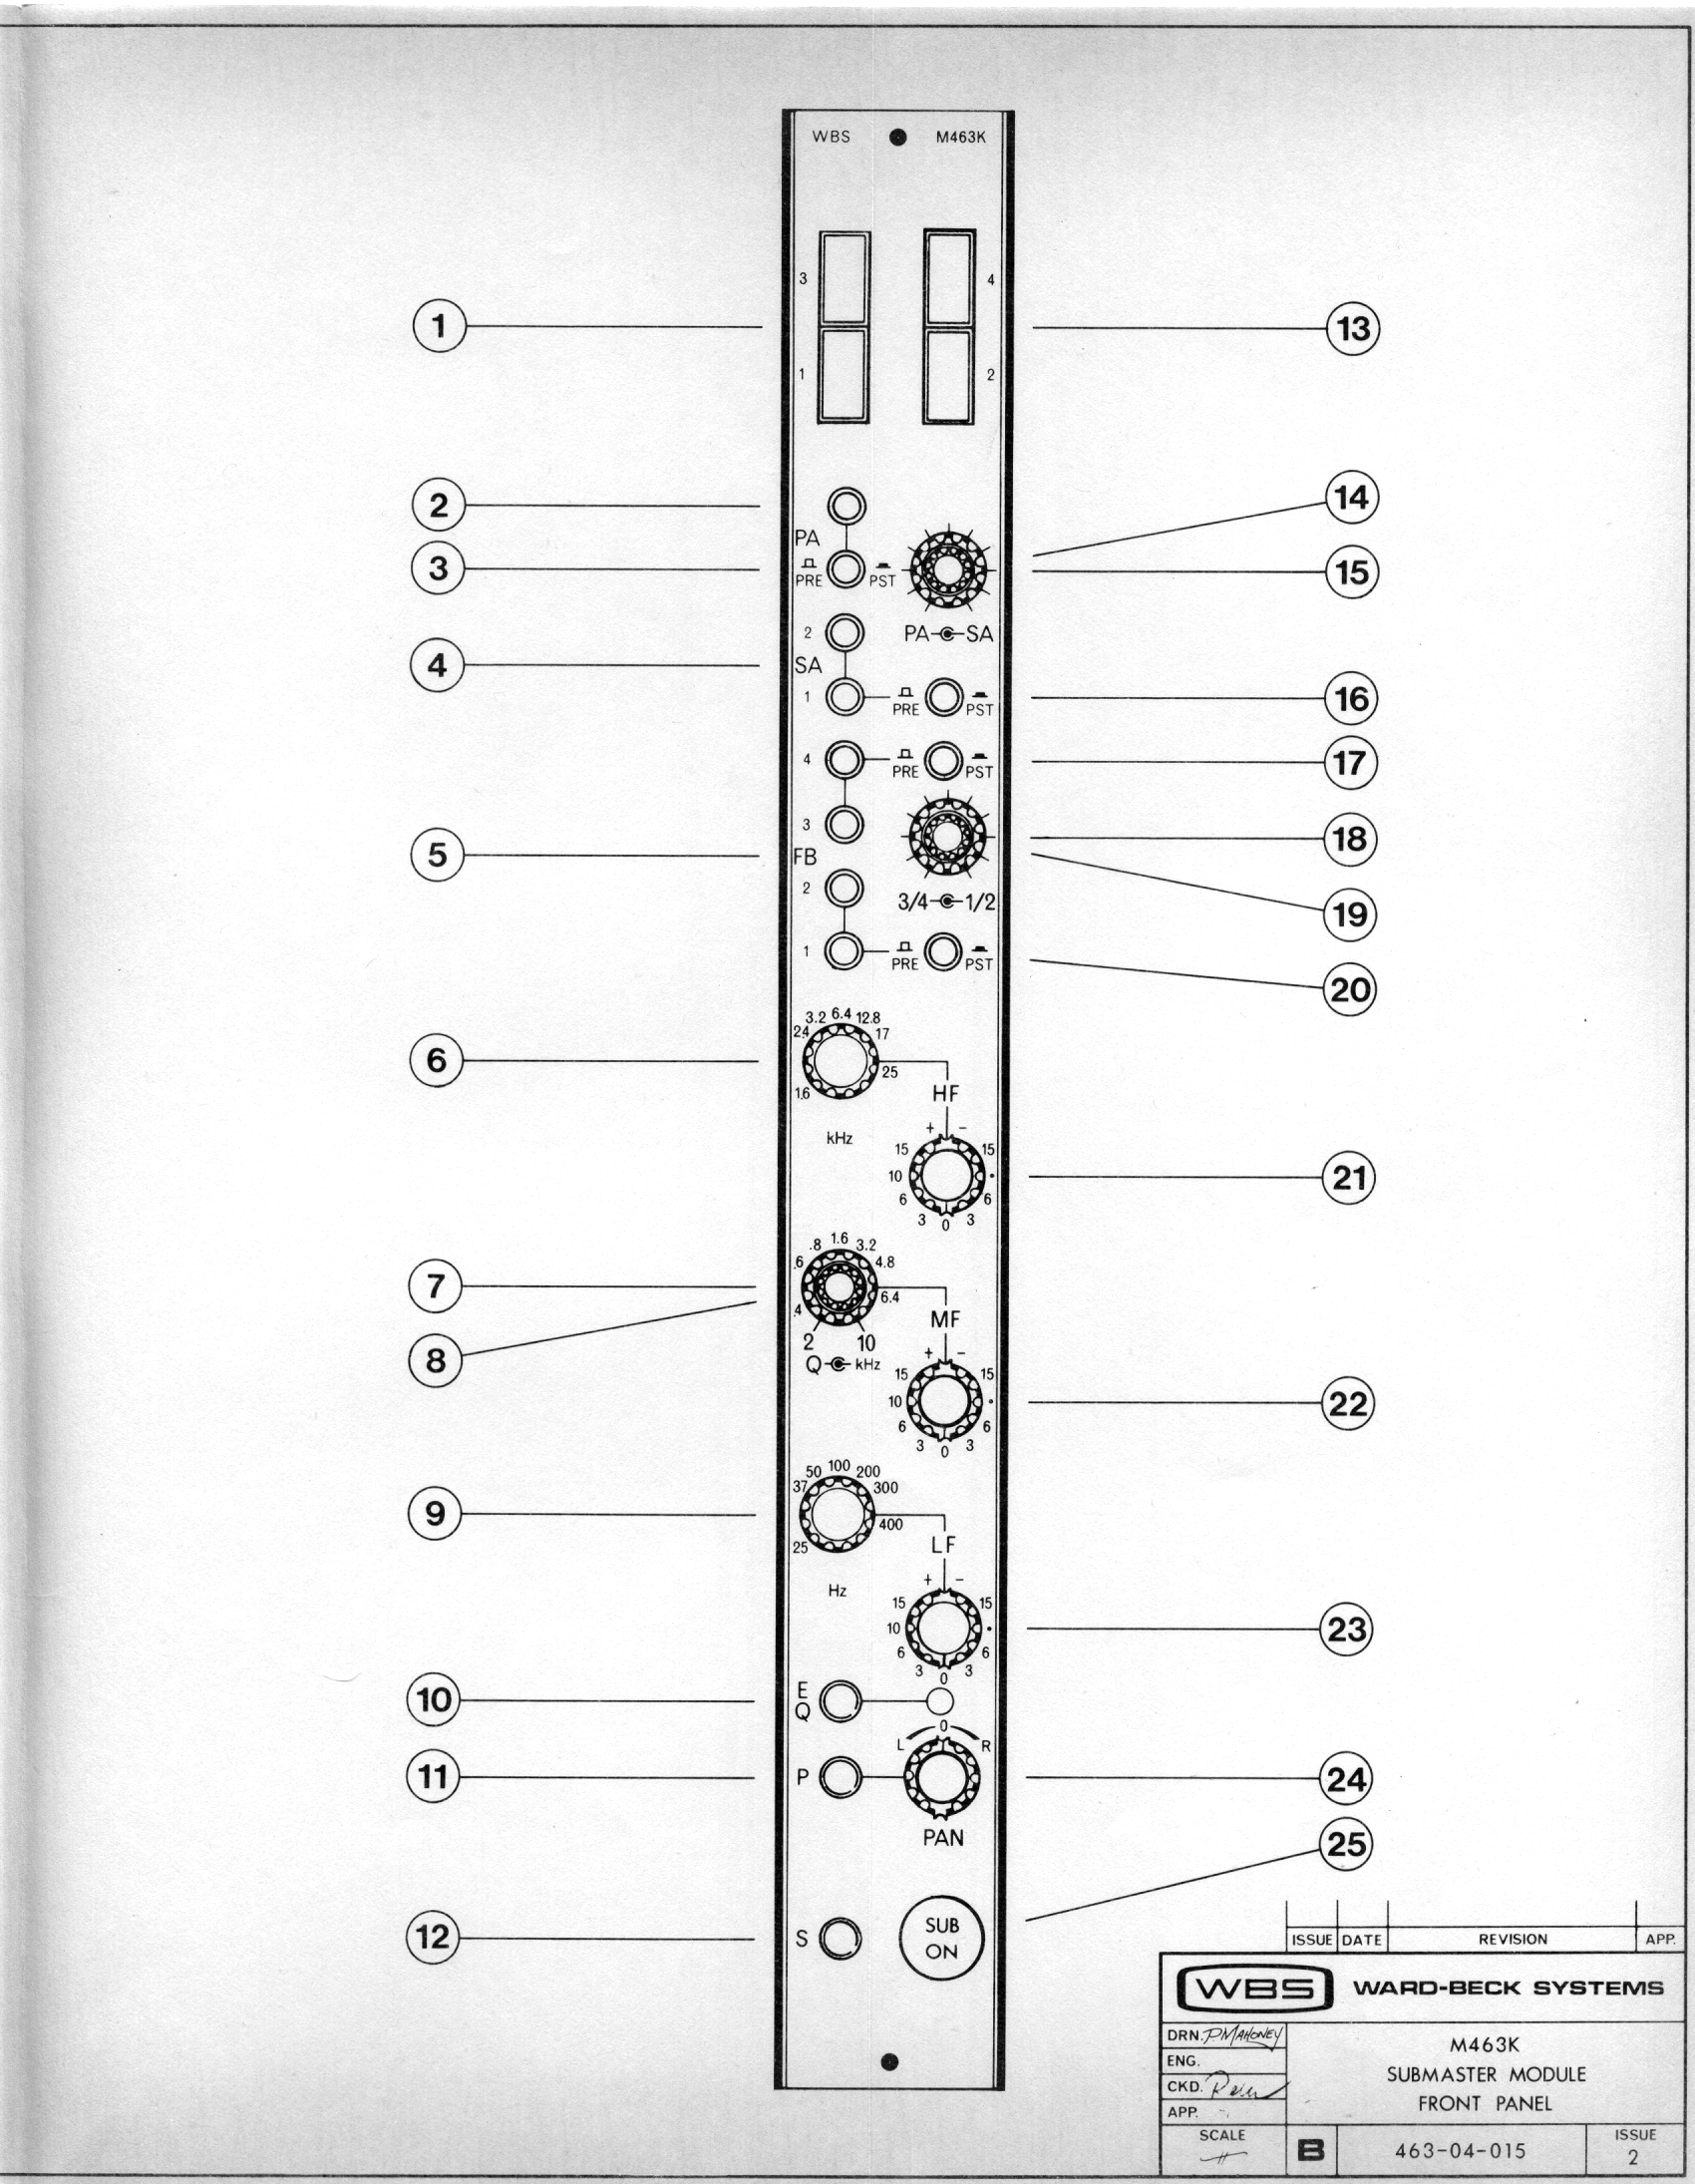 WBS M463K
3 4
1 13
1 2
2 14
PA
3 PRE PST 15
2 PA SA
4 SA
1 PRE PST 16
4 PRE PST 17
3 18
5 FB
2 3/4 1/2 19
1 PRE PST
20
3.2 6.4 12.8
2.4 17
6 25
1.6 HF
kHz + -
15 15
10 21
6 6
3 0 3
.8 1.6 3.2
.6 4.8
7 6.4
.4 MF
2 10
8 Q kHz + -
15 15
10 22
6 6
3 0 3
50 100 200
37 300
9 400
25 LF
Hz + -
15 15
10 23
6 6
3 0 3
10 E
Q
0
L R
11 P 24
PAN 25
12 S SUB
ON
ISSUE DATE REVISION APP.
WBS WARD-BECK SYSTEMS
DRN. P. MAHONEY
ENG.
CKD.
APP.
M463K
SUBMASTER MODULE
FRONT PANEL
SCALE
B 463-04-015 ISSUE
2